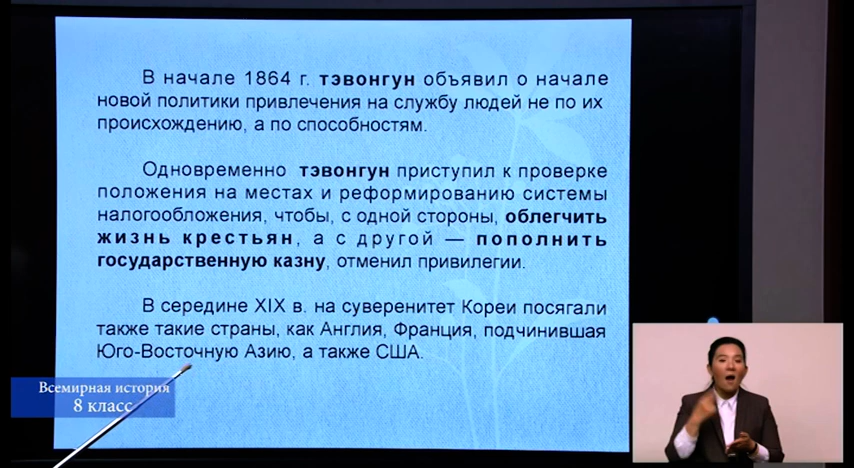 В начале 1864 г. тэвонгун объявил о начале
новой политики привлечения на службу людей не по их
происхождению, а по способностям.
Одновременно тэвонгун приступил к проверке
положения на местах и реформированию системы
налогообложения, чтобы, с одной стороны, облегчить
жизнь крестьян, а с другой — пополнить
государственную казну, отменил привилегии.
В середине XIX в. на суверенитет Кореи посягали
также такие страны, как Англия, Франция, подчинившая
Юго-Восточную Азию, а также США.
Всемирная история
8 класс